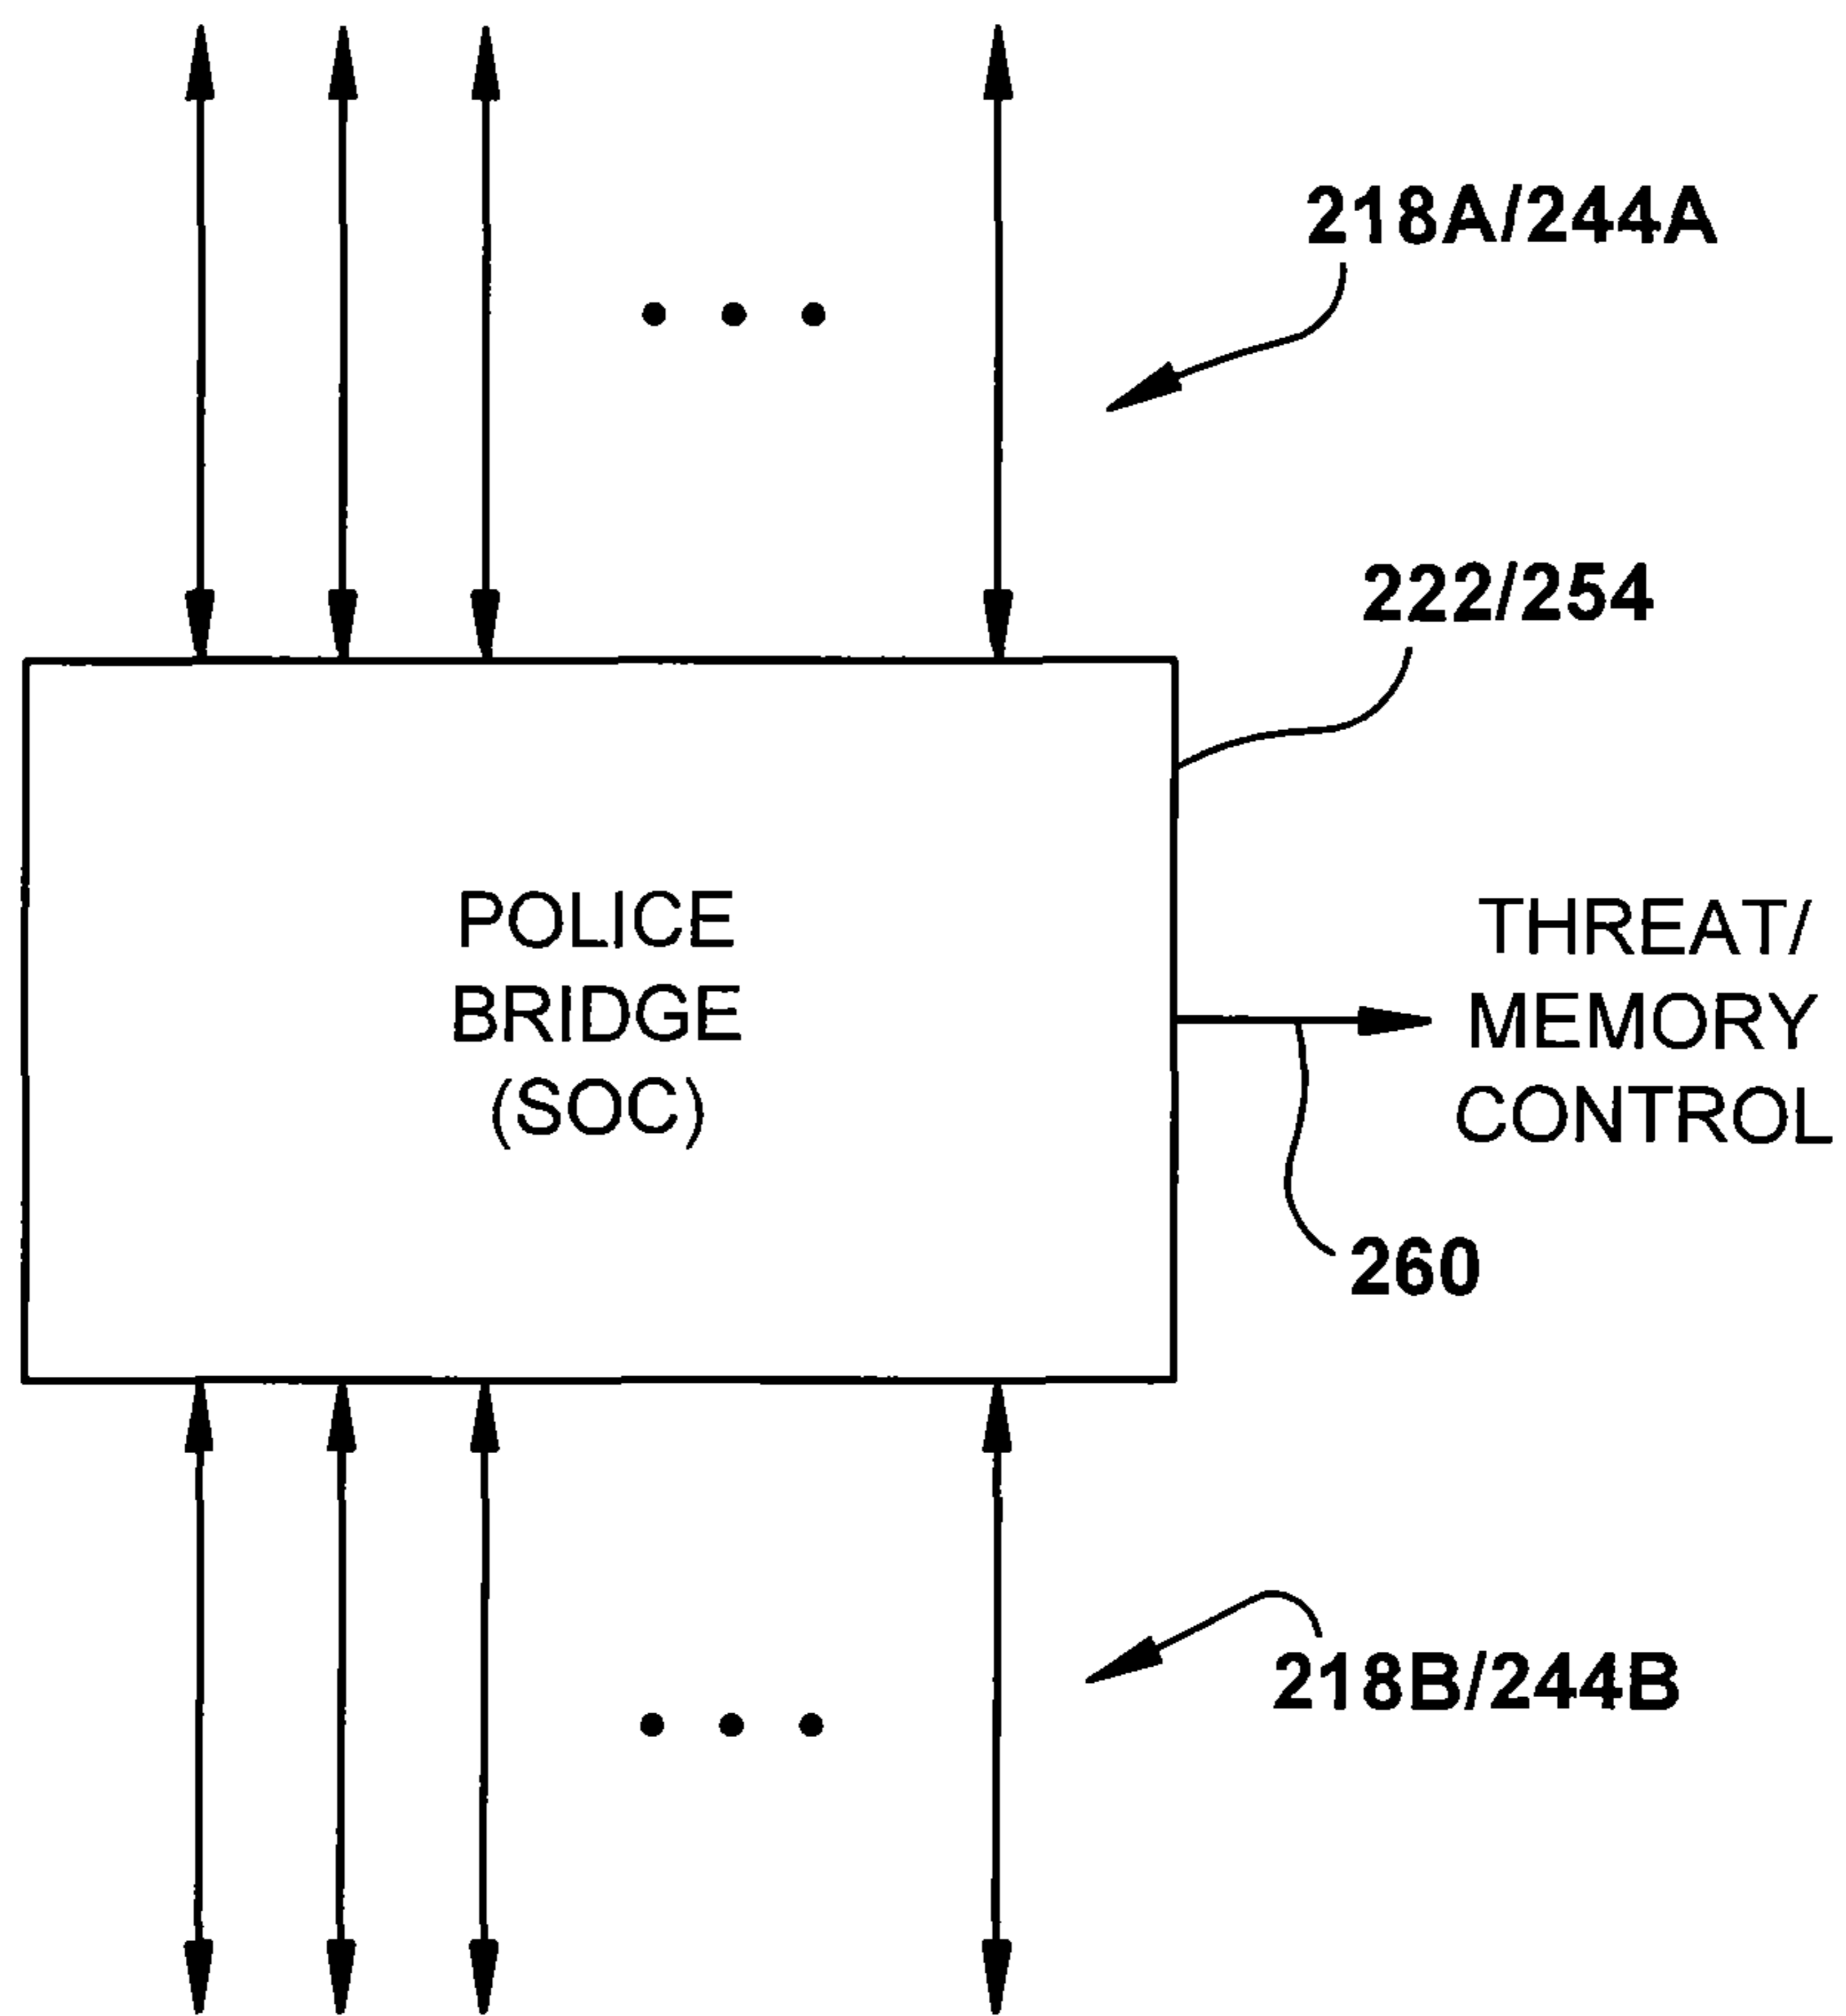 218A/244A
222/254
POLICE
BRIDGE
(SOC)
THREAT/
MEMORY
CONTROL
260
218B/244B